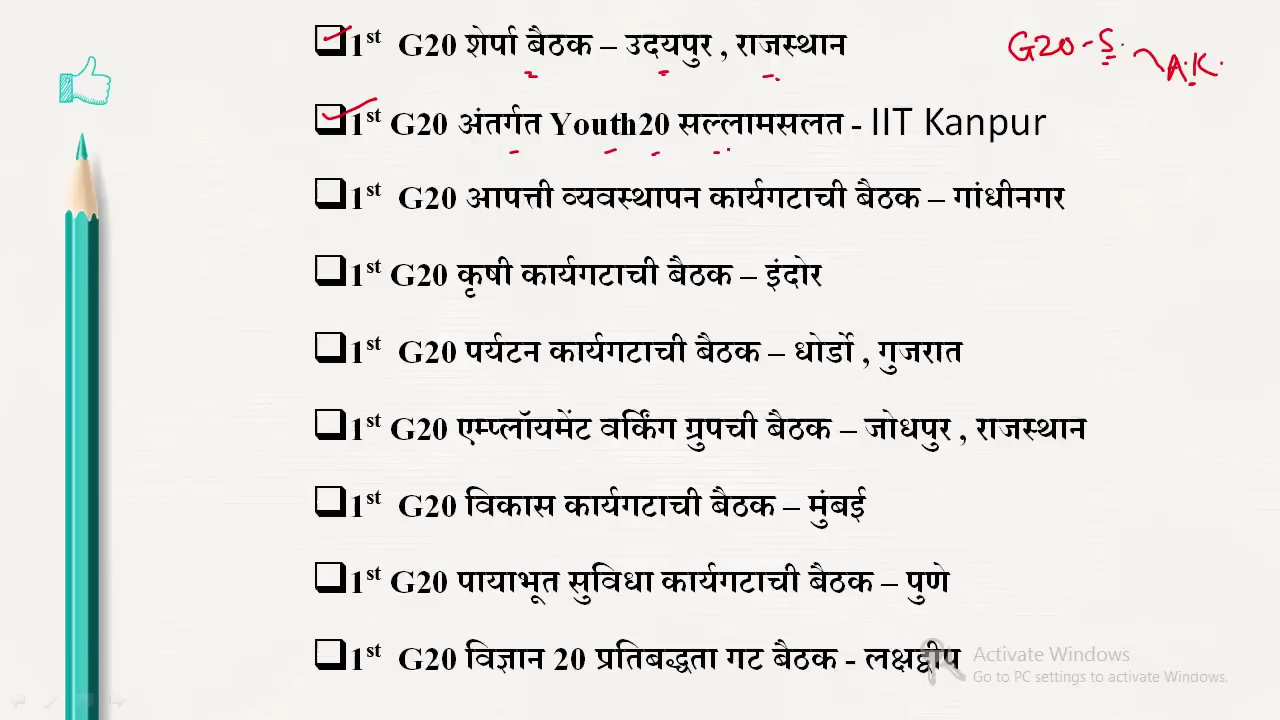 1st G20 शेर्पा बैठक – उदयपुर , राजस्थान
G20 - S. A.K.
1st G20 अंतर्गत Youth20 सल्लामसलत - IIT Kanpur
1st G20 आपत्ती व्यवस्थापन कार्यगटाची बैठक – गांधीनगर
1st G20 कृषी कार्यगटाची बैठक – इंदोर
1st G20 पर्यटन कार्यगटाची बैठक – धोर्डो , गुजरात
1st G20 एम्प्लॉयमेंट वर्किंग ग्रुपची बैठक – जोधपुर , राजस्थान
1st G20 विकास कार्यगटाची बैठक – मुंबई
1st G20 पायाभूत सुविधा कार्यगटाची बैठक – पुणे
1st G20 विज्ञान 20 प्रतिबद्धता गट बैठक - लक्षद्वीप
Activate Windows
Go to PC settings to activate Windows.